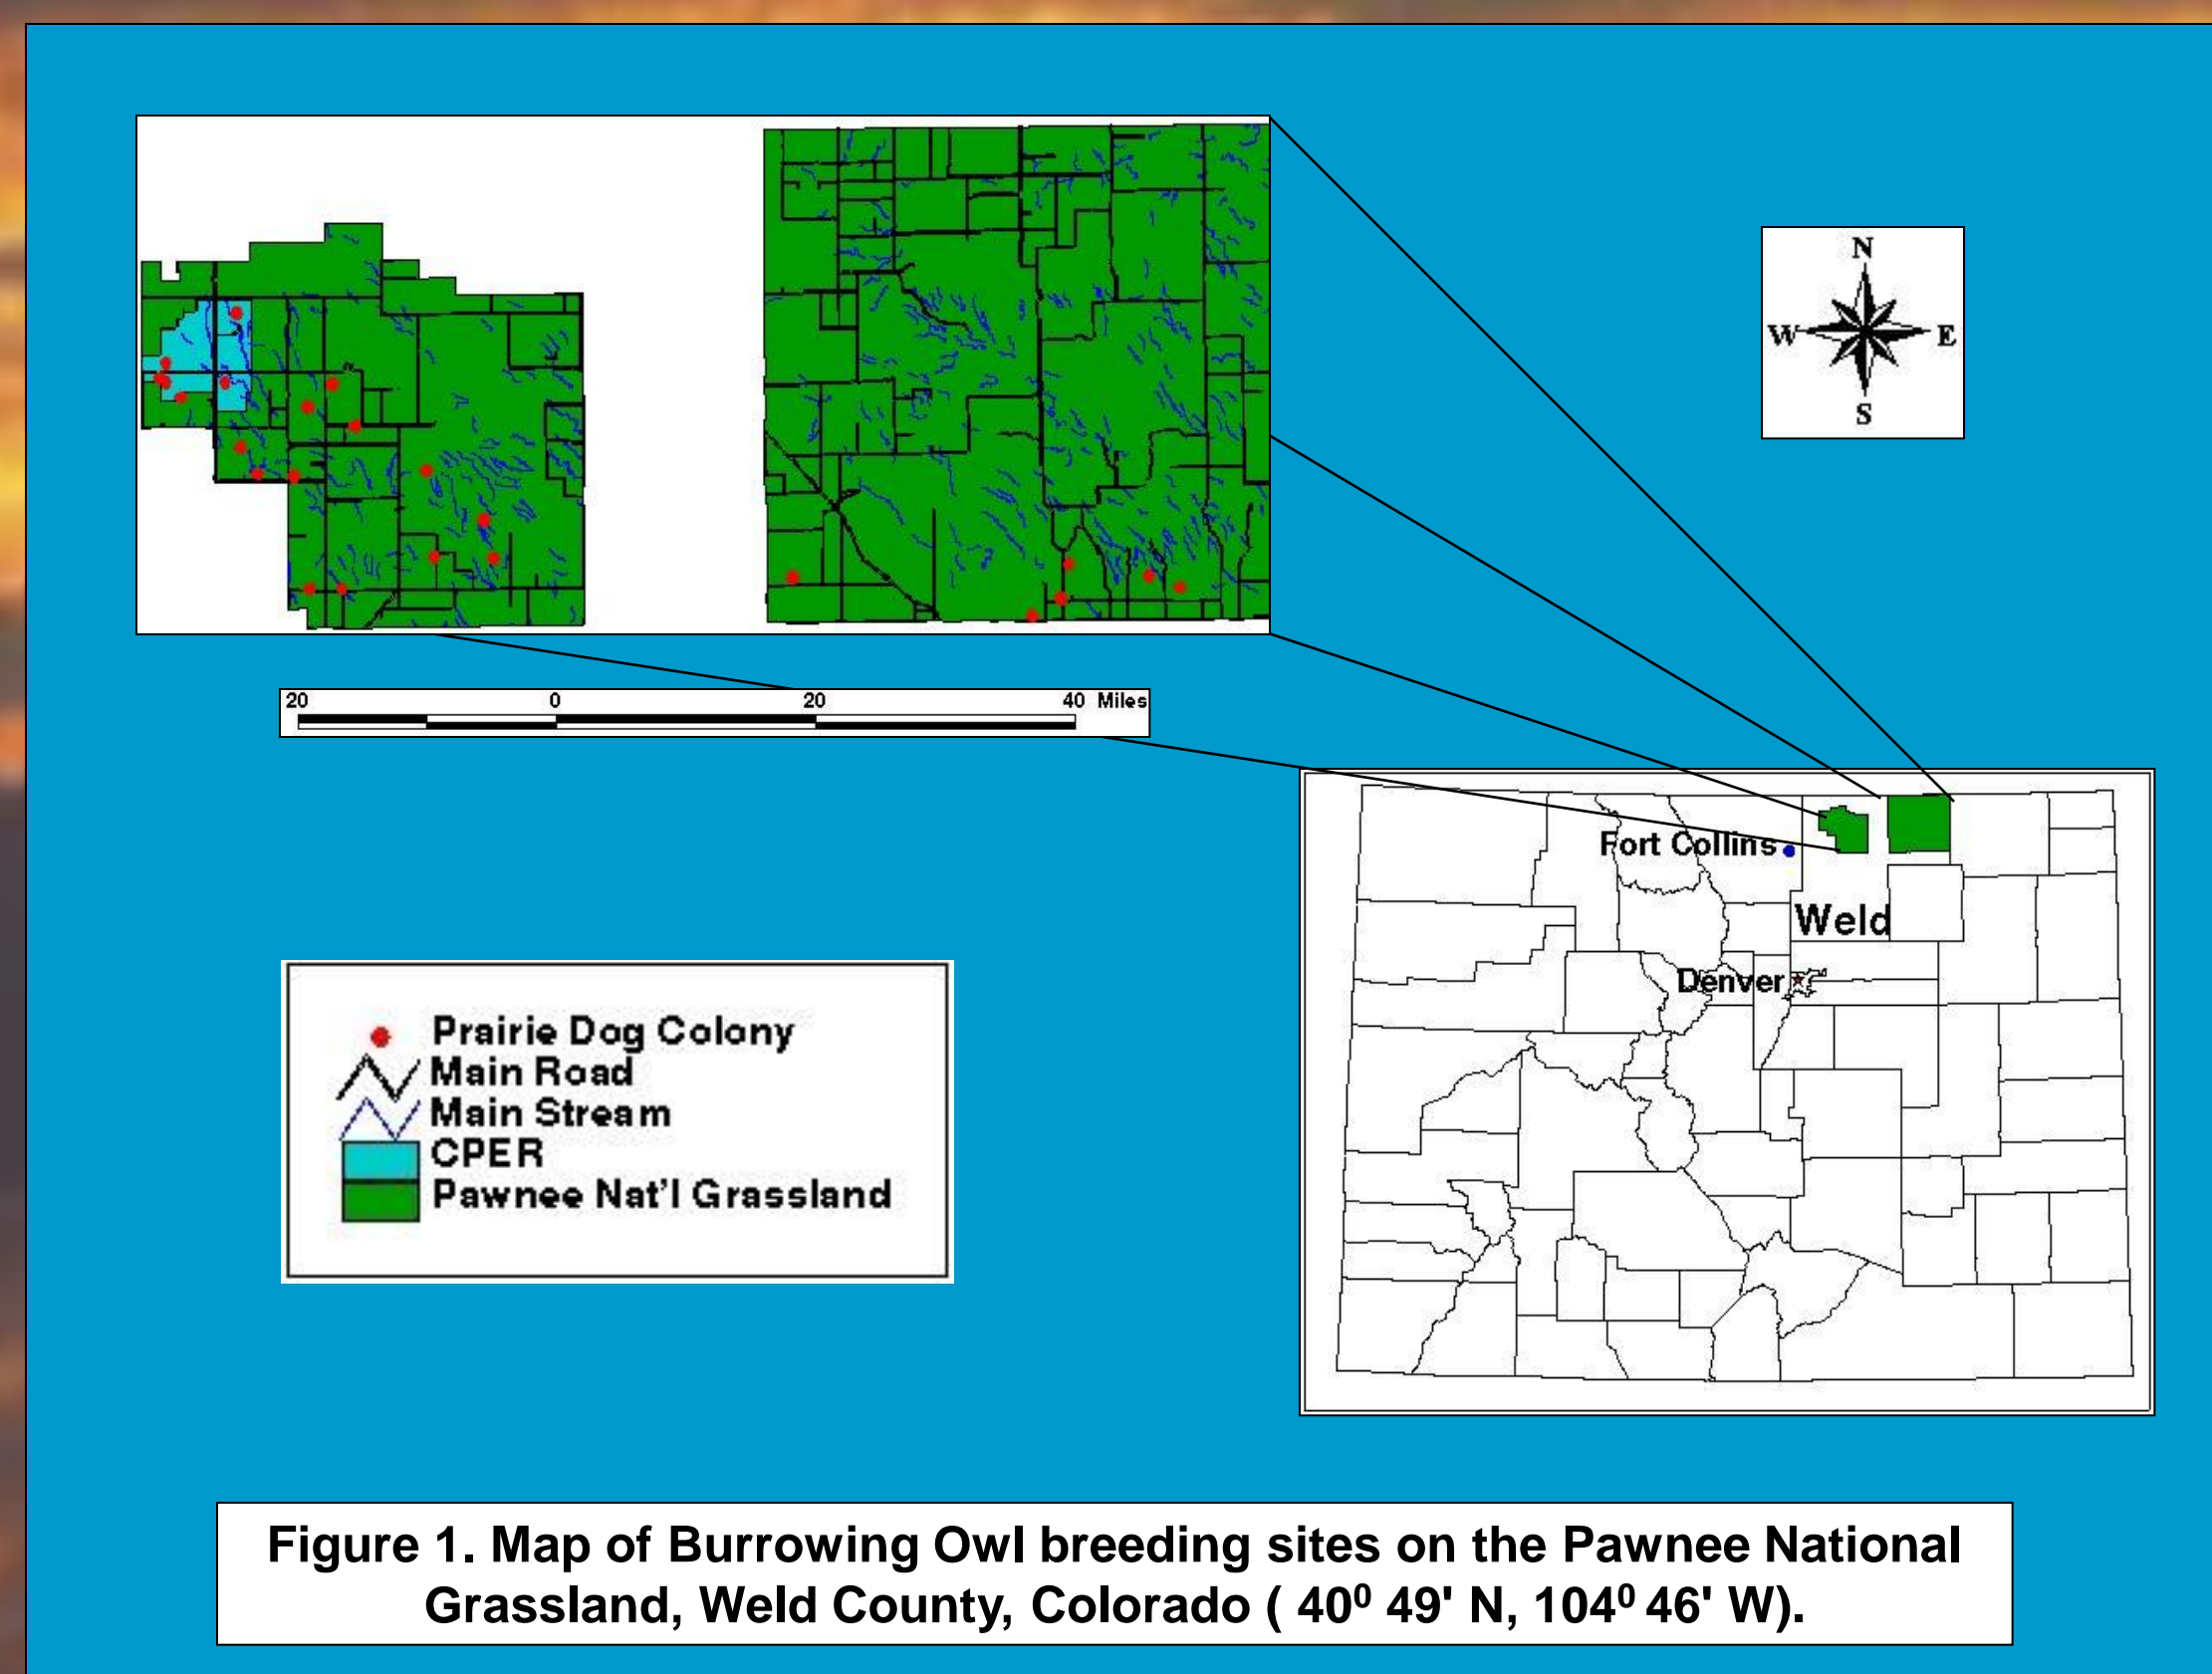 N
W E
S
20 0 20 40 Miles
Fort Collins
Weld
Denver
Prairie Dog Colony
Main Road
Main Stream
CPER
Pawnee Nat'l Grassland
Figure 1. Map of Burrowing Owl breeding sites on the Pawnee National
Grassland, Weld County, Colorado ( 40⁰ 49' N, 104⁰ 46' W).